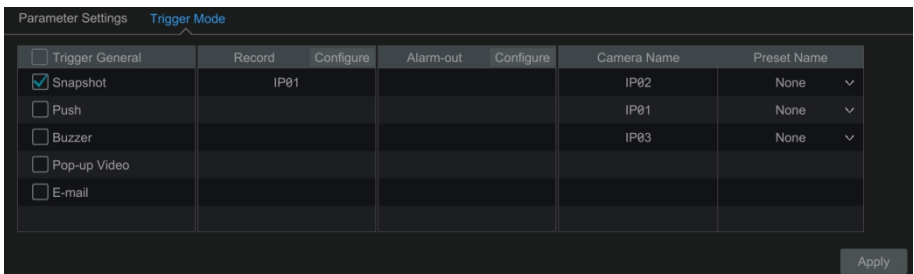 Parameter Settings Trigger Mode
Trigger General Record Configure Alarm-out Configure Camera Name Preset Name
Snapshot IP01 IP02 None
Push IP01 None
Buzzer IP03 None
Pop-up Video
E-mail
Apply